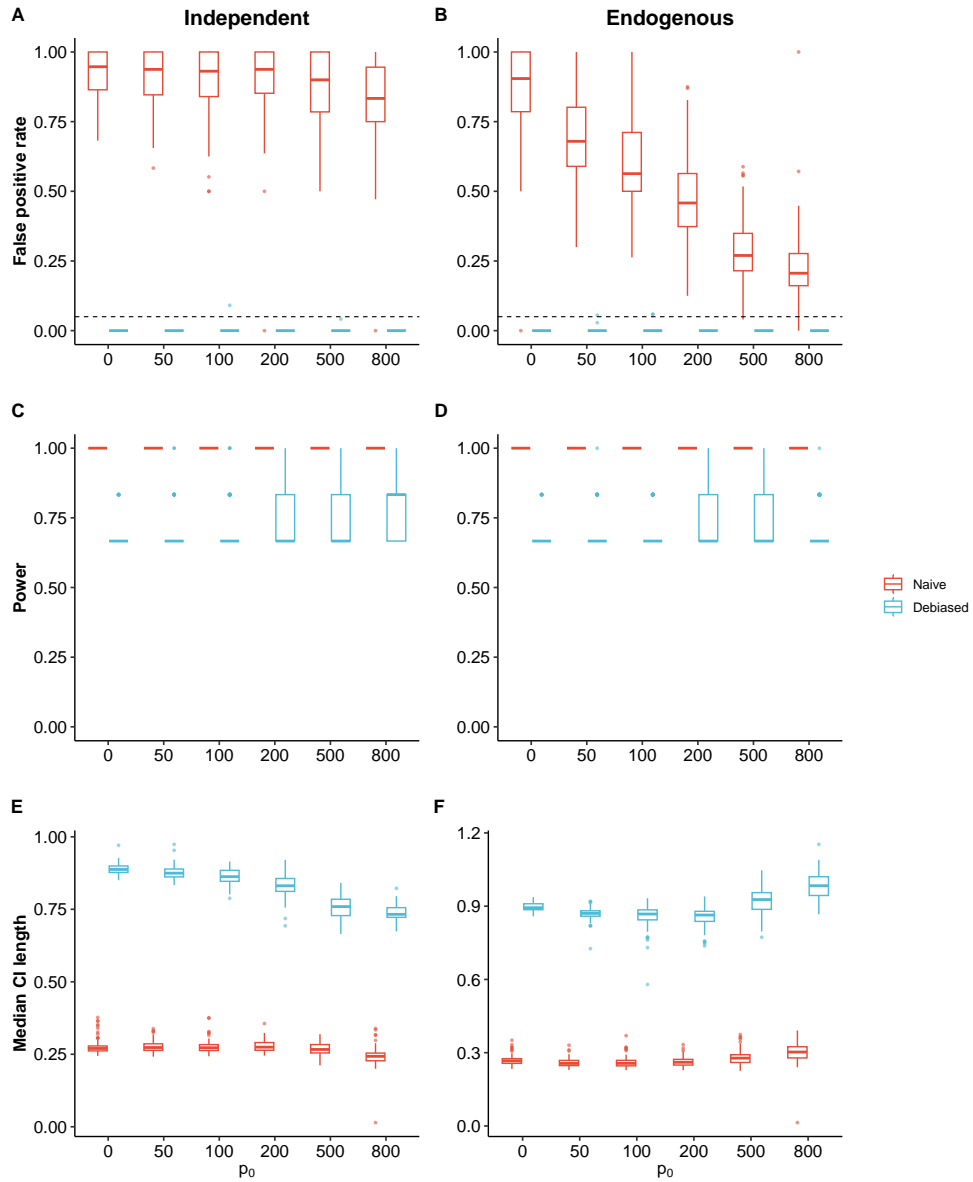 A Independent B Endogenous
1.00 1.00
0.75 0.75
False positive rate
0.50 0.50
0.25 0.25
0.00 0.00
0 50 100 200 500 800 0 50 100 200 500 800
C D
1.00 1.00
0.75 0.75
Power
0.50 0.50
0.25 0.25
0.00 0.00
0 50 100 200 500 800 0 50 100 200 500 800
Naive
Debiased
E F
1.00 1.2
0.75 0.9
Median CI length
0.50 0.6
0.25 0.3
0.00 0.0
0 50 100 200 500 800 0 50 100 200 500 800
p₀ p₀